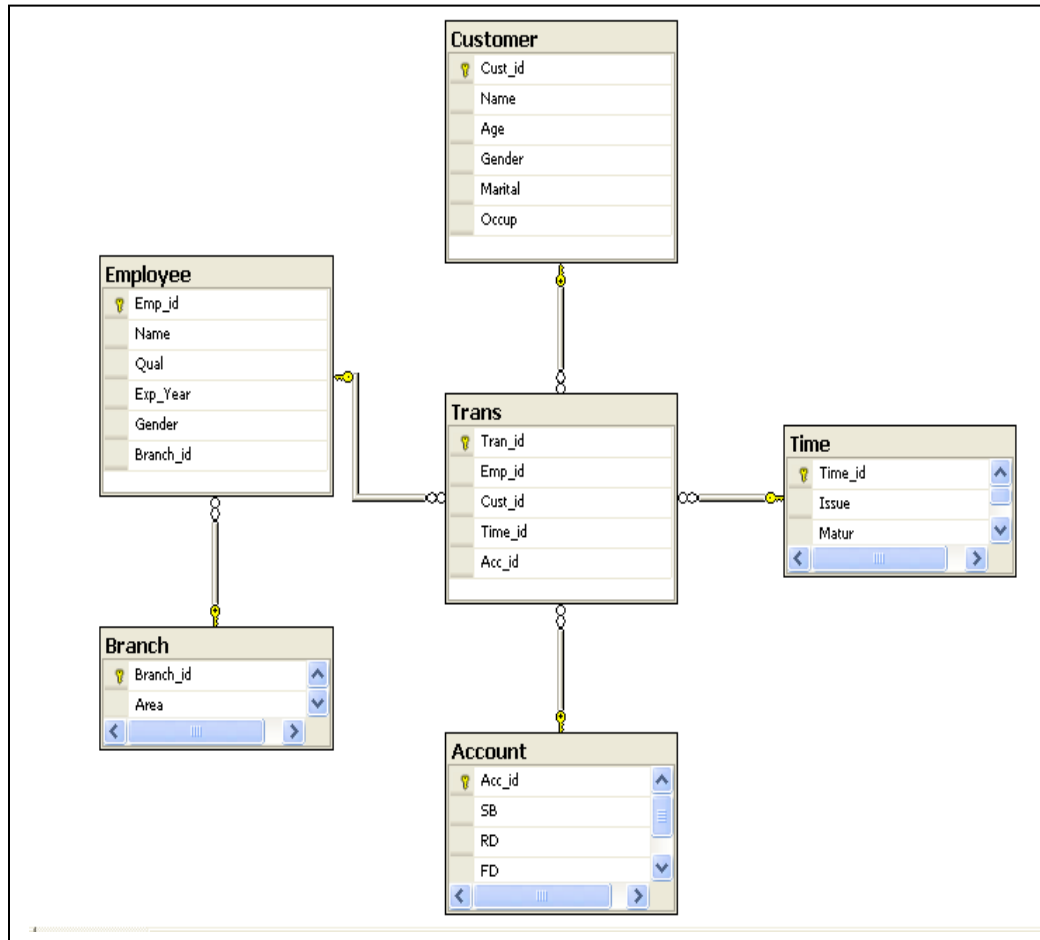 Customer
Cust_id
Name
Age
Gender
Marital
Occup
Employee
Emp_id
Name
Qual
Exp_Year
Gender
Branch_id
Trans
Tran_id
Emp_id
Cust_id
Time_id
Acc_id
Time
Time_id
Issue
Matur
Branch
Branch_id
Area
Account
Acc_id
SB
RD
FD